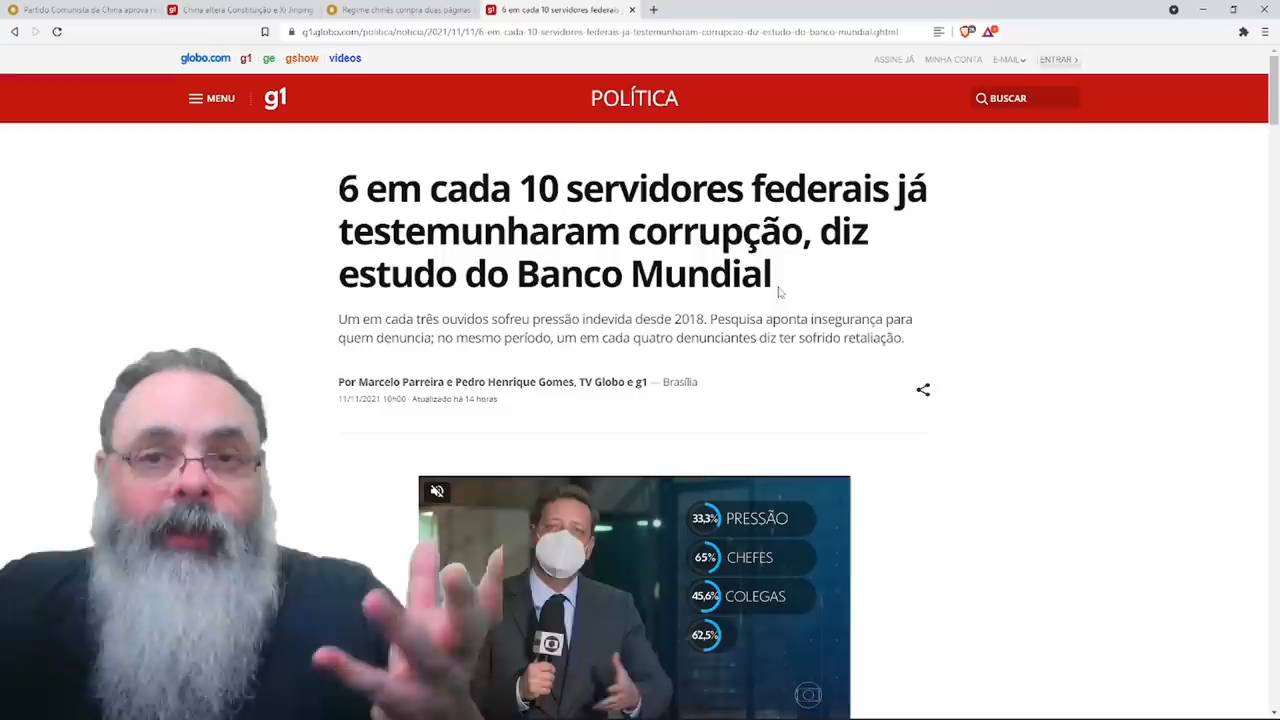 Partido Comunista da China aprova re
China altera Constituição e Xi Jinping
Regime chinês compra duas páginas
6 em cada 10 servidores federais
g1.globo.com/politica/noticia/2021/11/11/6-em-cada-10-servidores-federais-ja-testemunharam-corrupcao-diz-estudo-do-banco-mundial.ghtml
globo.com g1 ge gshow videos
ASSINE JÁ MINHA CONTA E-MAIL ENTRAR
MENU g1 POLÍTICA BUSCAR
6 em cada 10 servidores federais já
testemunharam corrupção, diz
estudo do Banco Mundial
Um em cada três ouvidos sofreu pressão indevida desde 2018. Pesquisa aponta insegurança para
quem denuncia; no mesmo período, um em cada quatro denunciantes diz ter sofrido retaliação.
Por Marcelo Parreira e Pedro Henrique Gomes, TV Globo e g1 — Brasília
11/11/2021 10h00 · Atualizado há 14 horas
33,3% PRESSÃO
65% CHEFES
45,6% COLEGAS
62,5%